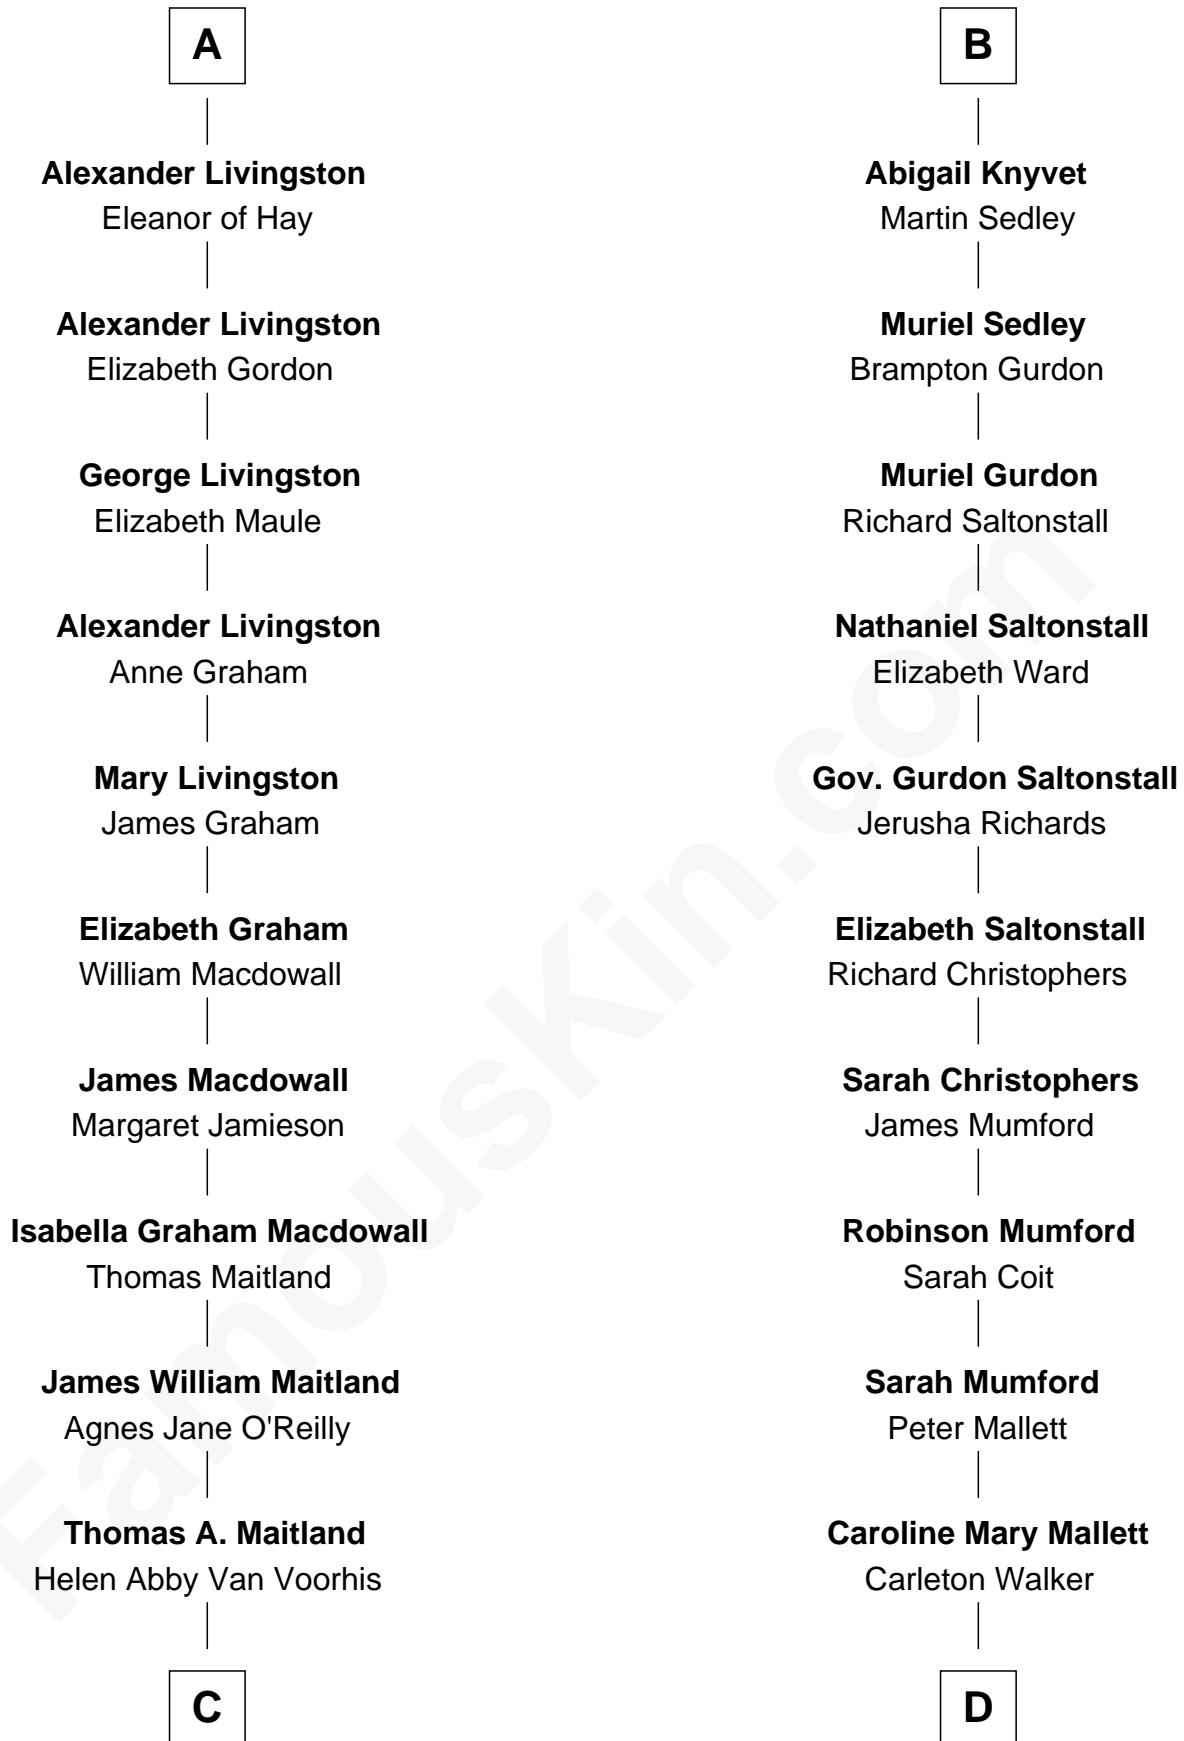 A
Alexander Livingston
Eleanor of Hay
Alexander Livingston
Elizabeth Gordon
George Livingston
Elizabeth Maule
Alexander Livingston
Anne Graham
Mary Livingston
James Graham
Elizabeth Graham
William Macdowall
James Macdowall
Margaret Jamieson
Isabella Graham Macdowall
Thomas Maitland
James William Maitland
Agnes Jane O'Reilly
Thomas A. Maitland
Helen Abby Van Voorhis
C
B
Abigail Knyvet
Martin Sedley
Muriel Sedley
Brampton Gurdon
Muriel Gurdon
Richard Saltonstall
Nathaniel Saltonstall
Elizabeth Ward
Gov. Gurdon Saltonstall
Jerusha Richards
Elizabeth Saltonstall
Richard Christophers
Sarah Christophers
James Mumford
Robinson Mumford
Sarah Coit
Sarah Mumford
Peter Mallett
Caroline Mary Mallett
Carleton Walker
D
FamousKin.com